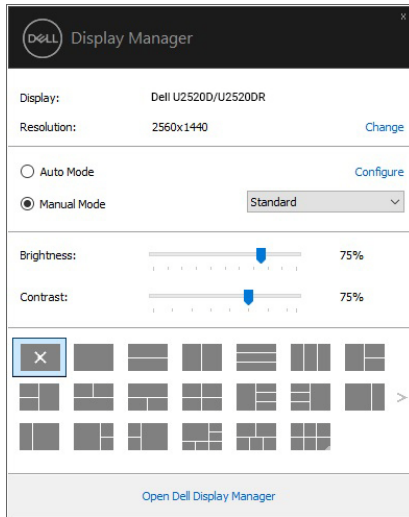 x
DELL Display Manager
Display: Dell U2520D/U2520DR
Resolution: 2560x1440 Change
Auto Mode Configure
Manual Mode Standard
Brightness: 75%
Contrast: 75%
Open Dell Display Manager